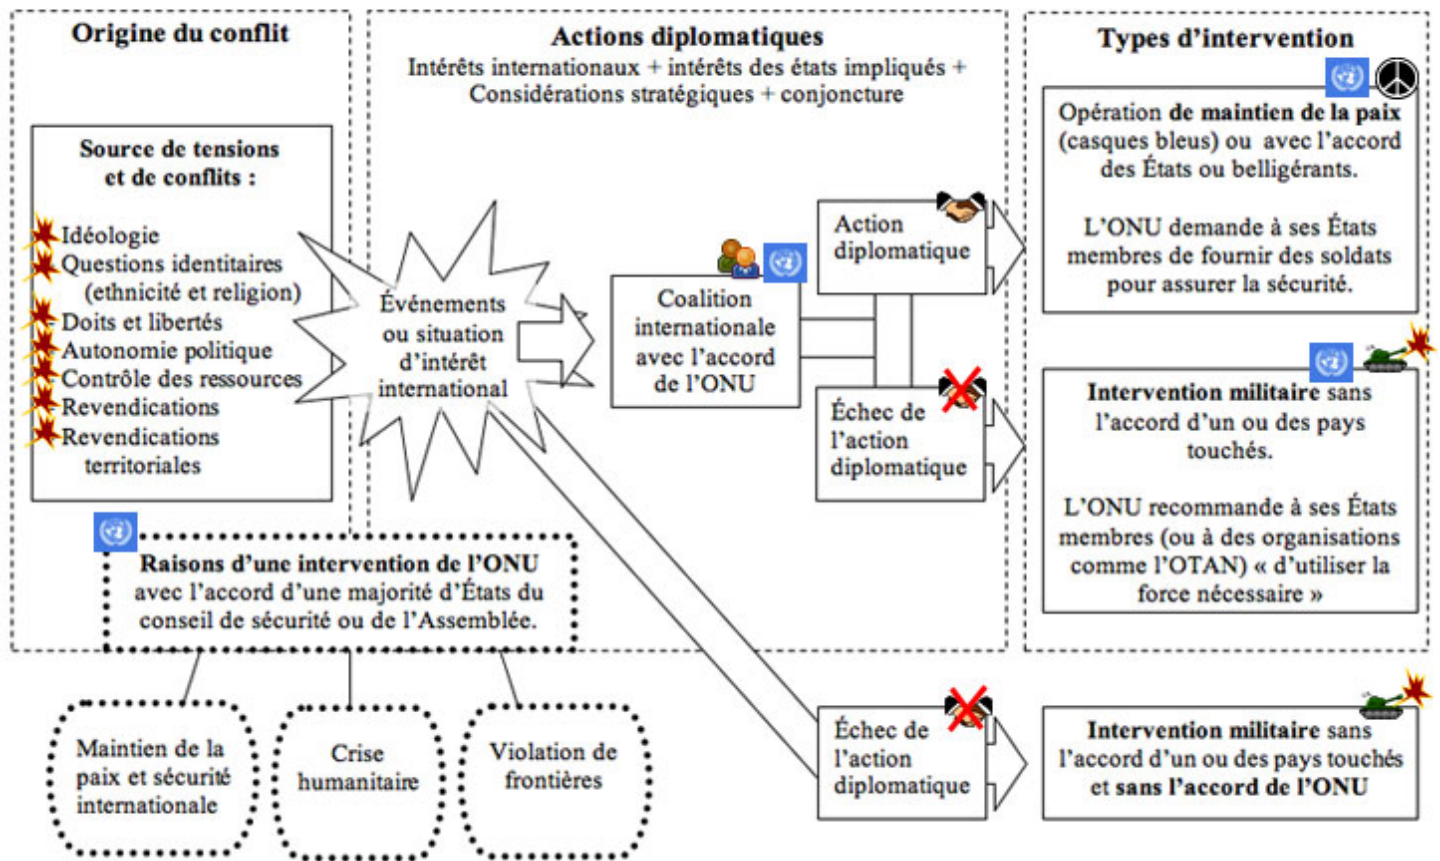 Origine du conflit
Source de tensions
et de conflits :
Idéologie
Questions identitaires
(ethnicité et religion)
Doits et libertés
Autonomie politique
Contrôle des ressources
Revendications
Revendications
territoriales
Actions diplomatiques
Intérêts internationaux + intérêts des états impliqués +
Considérations stratégiques + conjoncture
Événements
ou situation
d'intérêt
international
Coalition
internationale
avec l'accord
de l'ONU
Action
diplomatique
Échec de
l'action
diplomatique
Types d'intervention
Opération de maintien de la paix
(casques bleus) ou avec l'accord
des États ou belligérants.
L'ONU demande à ses États
membres de fournir des soldats
pour assurer la sécurité.
Intervention militaire sans
l'accord d'un ou des pays
touchés.
L'ONU recommande à ses États
membres (ou à des organisations
comme l'OTAN) « d'utiliser la
force nécessaire »
Raisons d'une intervention de l'ONU
avec l'accord d'une majorité d'États du
conseil de sécurité ou de l'Assemblée.
Maintien de la
paix et sécurité
internationale
Crise
humanitaire
Violation de
frontières
Échec de
l'action
diplomatique
Intervention militaire sans
l'accord d'un ou des pays touchés
et sans l'accord de l'ONU